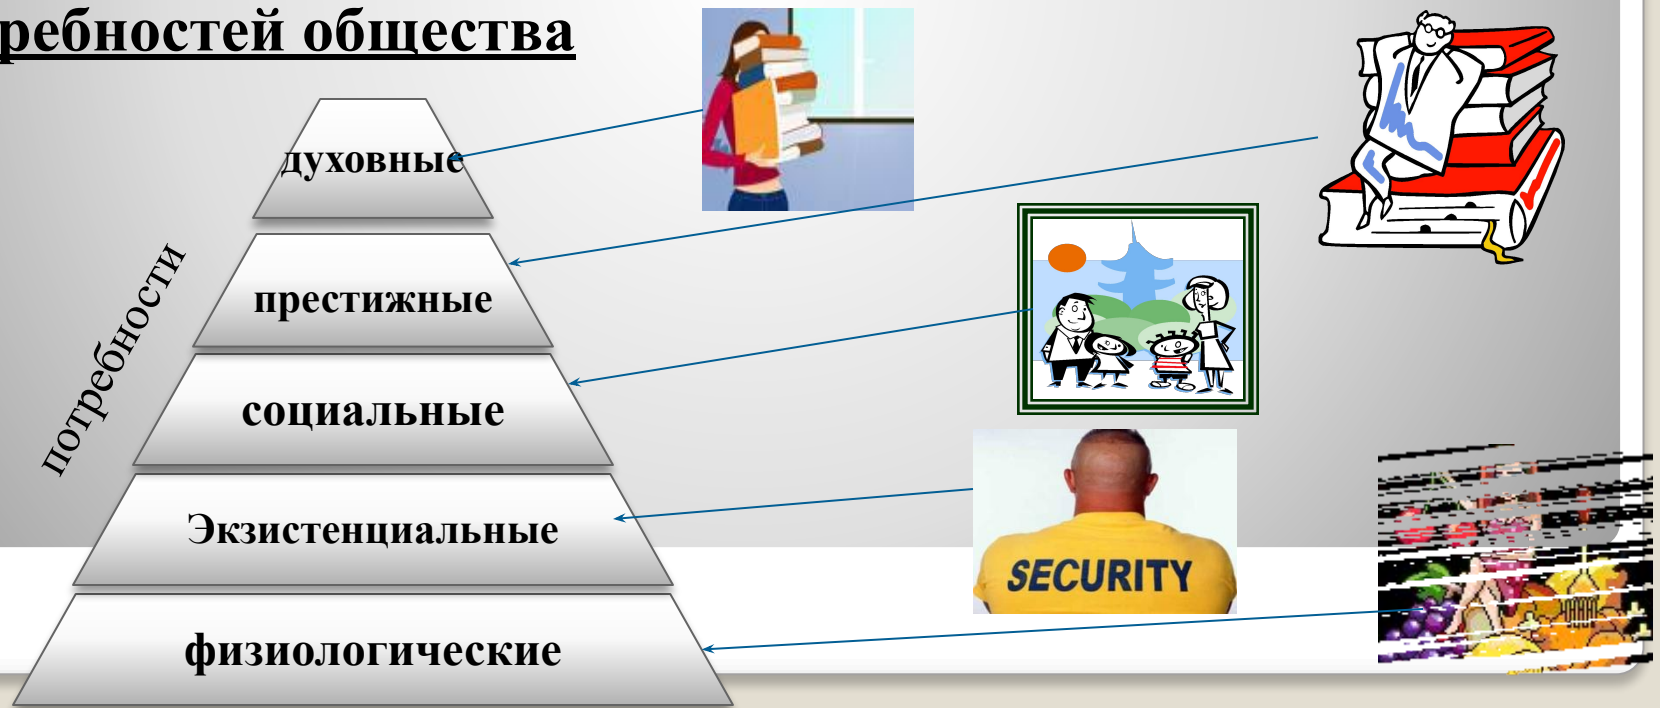 ребностей общества
духовные
престижные
социальные
Экзистенциальные
физиологические
потребности
SECURITY